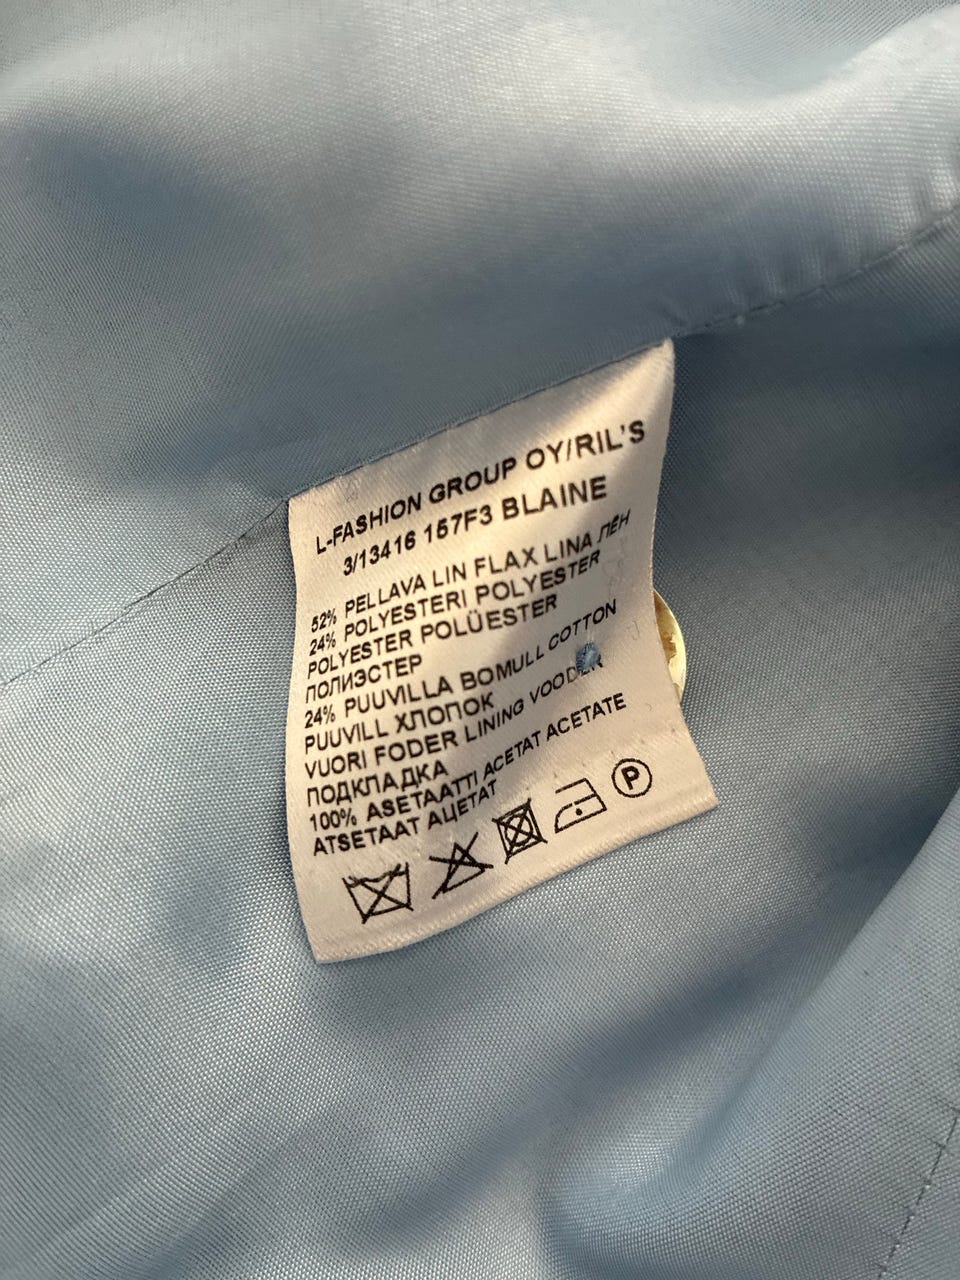 L-FASHION GROUP OY/RIL'S
3/13416 157F3 BLAINE
52% PELLAVA LIN FLAX LINA ЛЁН
24% POLYESTERI POLYESTER
POLYESTER POLÜESTER
ПОЛИЭСТЕР
24% PUUVILLA BOMULL COTTON
PUUVILL ХЛОПОК
VUORI FODER LINING VOODER
ПОДКЛАДКА
100% ASETAATTI ACETAT ACETATE
ATSETAAT АЦЕТАТ
P